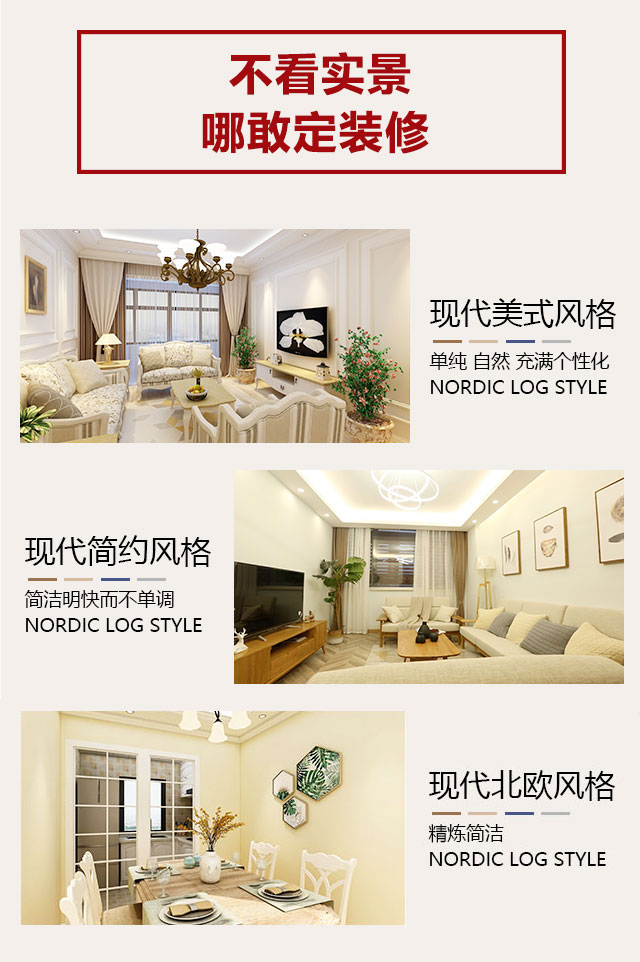 不看实景
哪敢定装修
现代美式风格
单纯 自然 充满个性化
NORDIC LOG STYLE
现代简约风格
简洁明快而不单调
NORDIC LOG STYLE
现代北欧风格
精炼简洁
NORDIC LOG STYLE